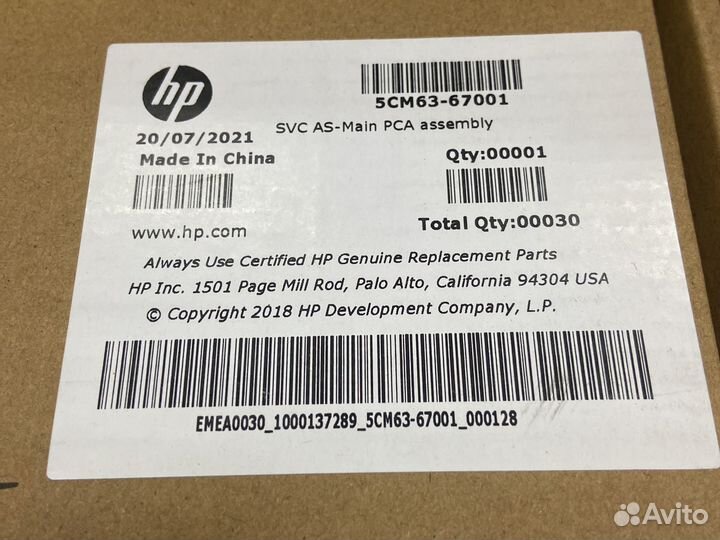 hp
5CM63-67001
20/07/2021
SVC AS-Main PCA assembly
Made In China
Qty:00001
www.hp.com
Total Qty:00030
Always Use Certified HP Genuine Replacement Parts
HP Inc. 1501 Page Mill Rod, Palo Alto, California 94304 USA
© Copyright 2018 HP Development Company, L.P.
EMEA0030_1000137289_5CM63-67001_000128
Avito